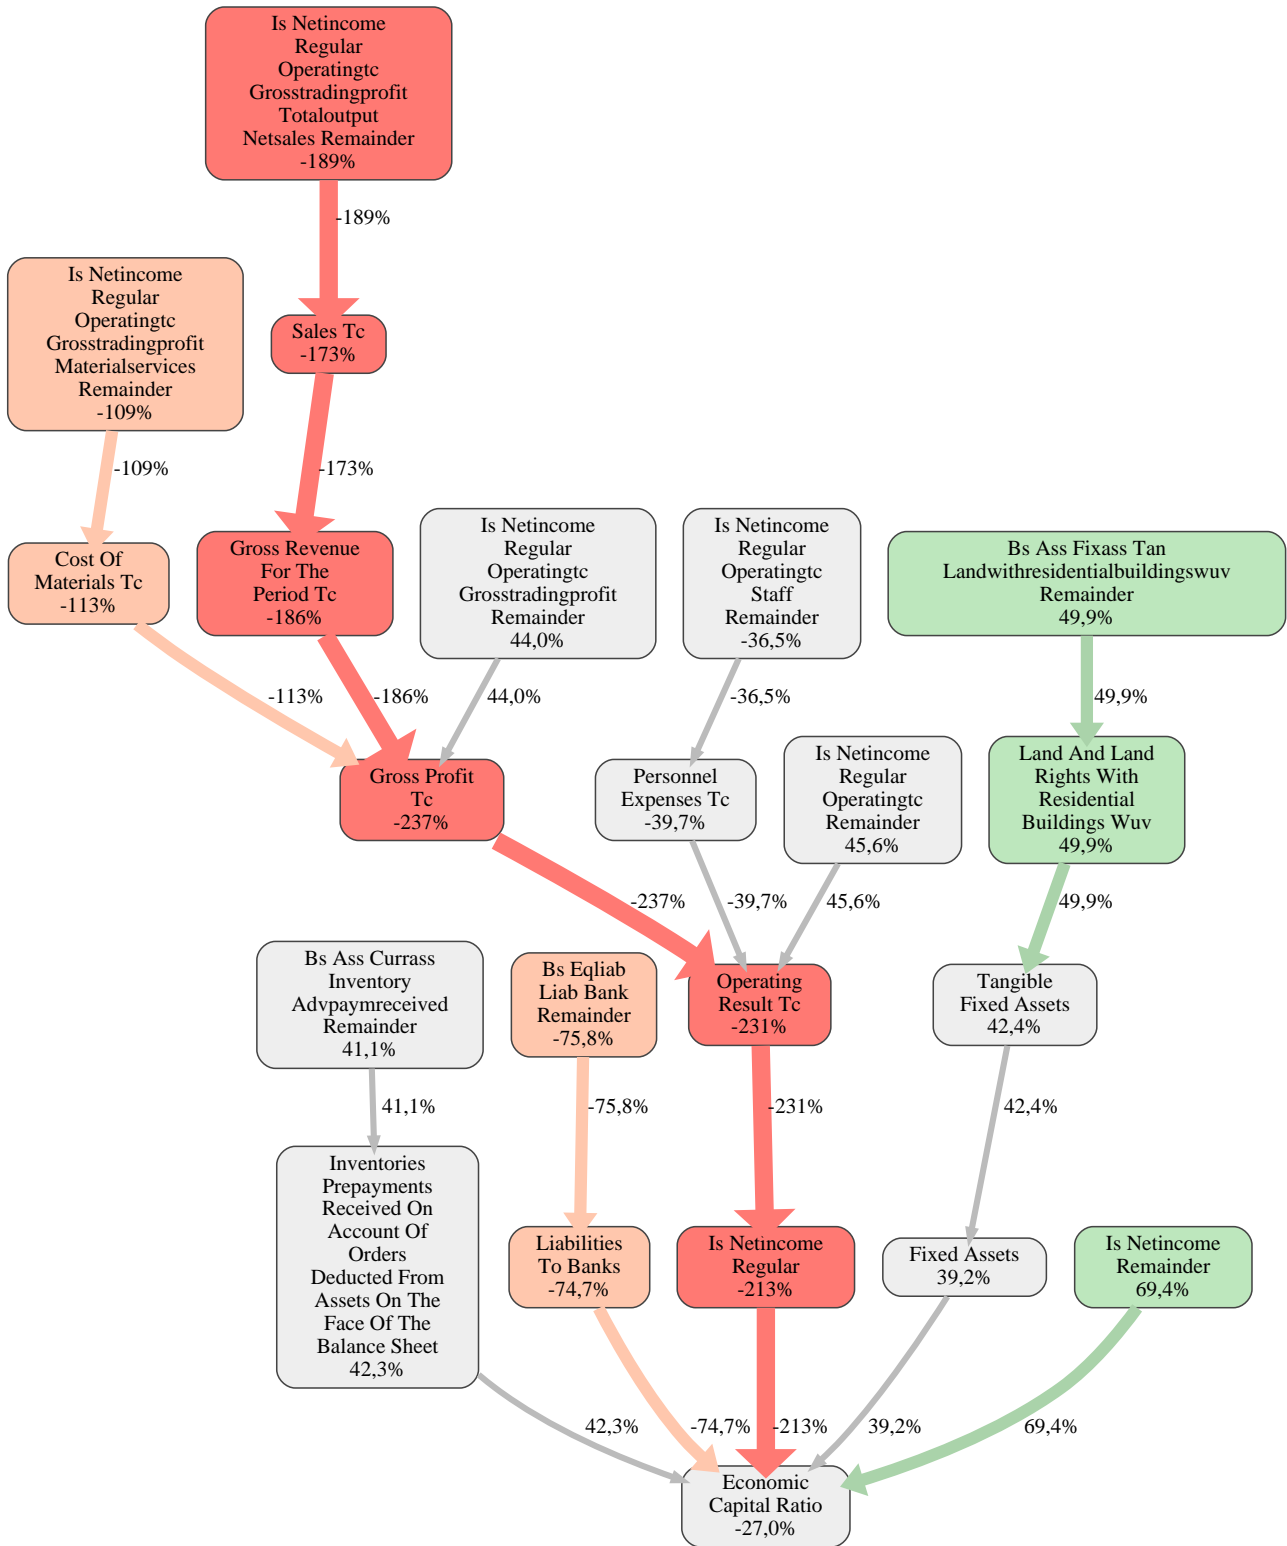 Is Netincome
Regular
Operatingtc
Grosstradingprofit
Totaloutput
Netsales Remainder
-189%
-189%
Is Netincome
Regular
Operatingtc
Grosstradingprofit
Materialservices
Remainder
-109%
Sales Tc
-173%
-109%
-173%
Cost Of
Materials Tc
-113%
Gross Revenue
For The
Period Tc
-186%
Is Netincome
Regular
Operatingtc
Grosstradingprofit
Remainder
44,0%
Is Netincome
Regular
Operatingtc
Staff
Remainder
-36,5%
Bs Ass Fixass Tan
Landwithresidentialbuildingswuv
Remainder
49,9%
-113%
-186%
44,0%
-36,5%
49,9%
Gross Profit
Tc
-237%
Personnel
Expenses Tc
-39,7%
Is Netincome
Regular
Operatingtc
Remainder
45,6%
Land And Land
Rights With
Residential
Buildings Wuv
49,9%
-237%
-39,7%
45,6%
49,9%
Bs Ass Currass
Inventory
Advpaymreceived
Remainder
41,1%
Bs Eqliab
Liab Bank
Remainder
-75,8%
Operating
Result Tc
-231%
Tangible
Fixed Assets
42,4%
41,1%
-75,8%
-231%
42,4%
Inventories
Prepayments
Received On
Account Of
Orders
Deducted From
Assets On The
Face Of The
Balance Sheet
42,3%
Liabilities
To Banks
-74,7%
Is Netincome
Regular
-213%
Fixed Assets
39,2%
Is Netincome
Remainder
69,4%
42,3%
-74,7%
-213%
39,2%
69,4%
Economic
Capital Ratio
-27,0%